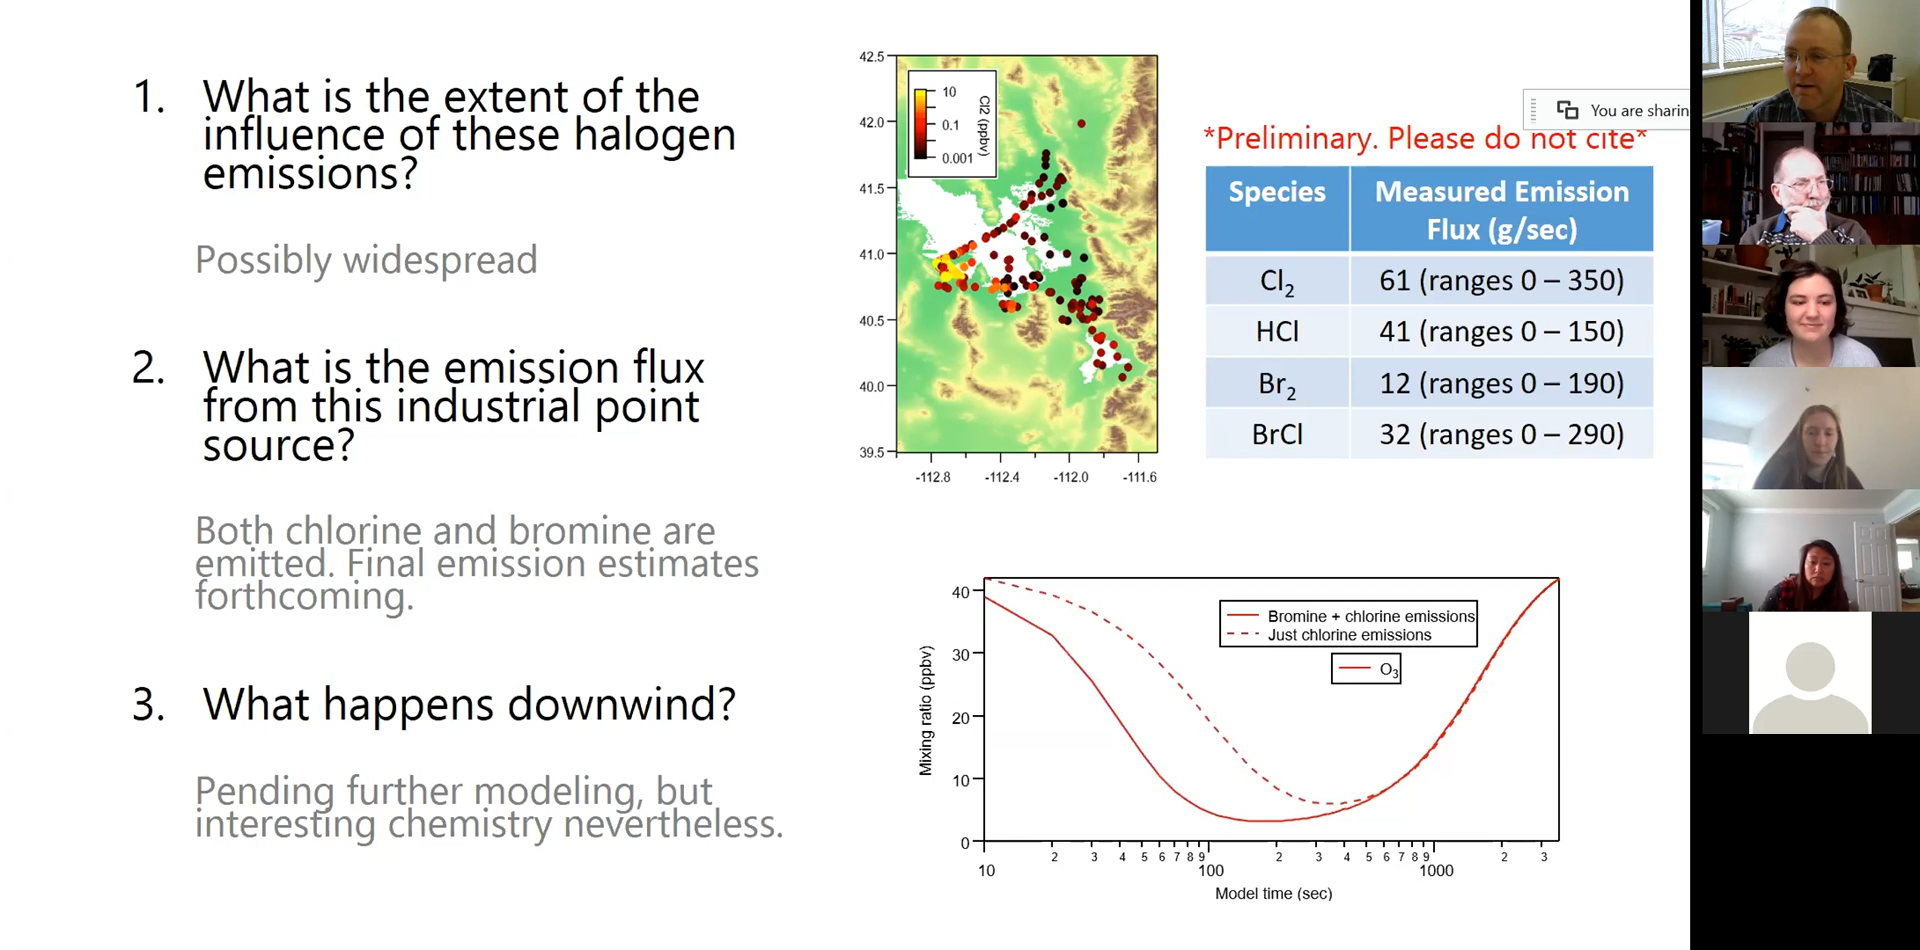 1. What is the extent of the
influence of these halogen
emissions?
Possibly widespread
2. What is the emission flux
from this industrial point
source?
Both chlorine and bromine are
emitted. Final emission estimates
forthcoming.
3. What happens downwind?
Pending further modeling, but
interesting chemistry nevertheless.
42.5
42.0
41.5
41.0
40.5
40.0
39.5
-112.8 -112.4 -112.0 -111.6
10
0.1
0.001
Cl2 (ppbv)
You are sharin
*Preliminary. Please do not cite*
Species Measured Emission
Flux (g/sec)
Cl2 61 (ranges 0 – 350)
HCl 41 (ranges 0 – 150)
Br2 12 (ranges 0 – 190)
BrCl 32 (ranges 0 – 290)
Mixing ratio (ppbv)
40
30
20
10
0
Bromine + chlorine emissions
Just chlorine emissions
O3
2 3 4 5 6 7 8 9 2 3 4 5 6 7 8 9 2 3
10 100 1000
Model time (sec)